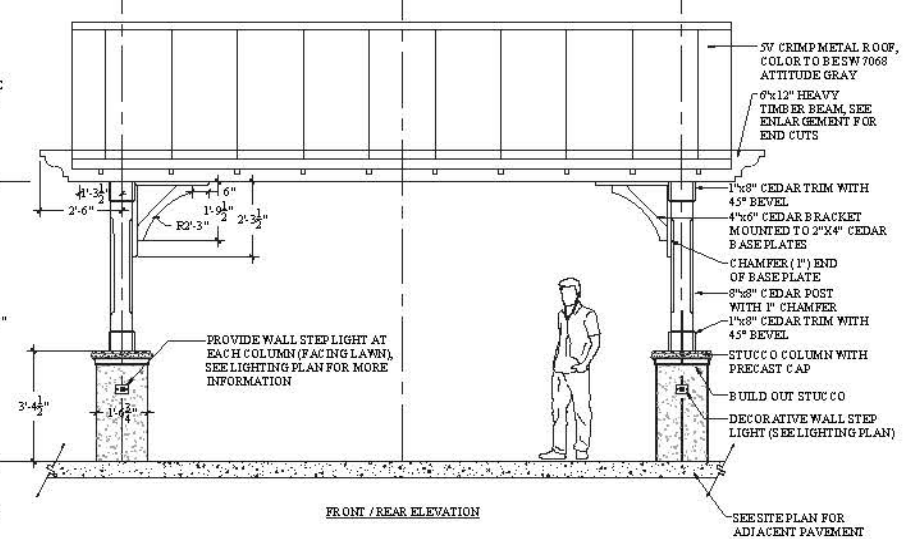 5V CRIMP METAL ROOF,
COLOR TO BE SW 7068
ATTITUDE GRAY
6"x12" HEAVY
TIMBER BEAM, SEE
ENLARGEMENT FOR
END CUTS
1'-3½"
2'-6"
6"
1'-9½"
2'-3½"
R2'-3"
1"x8" CEDAR TRIM WITH
45° BEVEL
4"x6" CEDAR BRACKET
MOUNTED TO 2"X4" CEDAR
BASE PLATES
CHAMFER (1") END
OF BASE PLATE
8"x8" CEDAR POST
WITH 1" CHAMFER
1"x8" CEDAR TRIM WITH
45° BEVEL
PROVIDE WALL STEP LIGHT AT
EACH COLUMN (FACING LAWN),
SEE LIGHTING PLAN FOR MORE
INFORMATION
STUCCO COLUMN WITH
PRECAST CAP
BUILD OUT STUCCO
3'-4½"
1'-6¾"
DECORATIVE WALL STEP
LIGHT (SEE LIGHTING PLAN)
FRONT / REAR ELEVATION
SEE SITE PLAN FOR
ADJACENT PAVEMENT